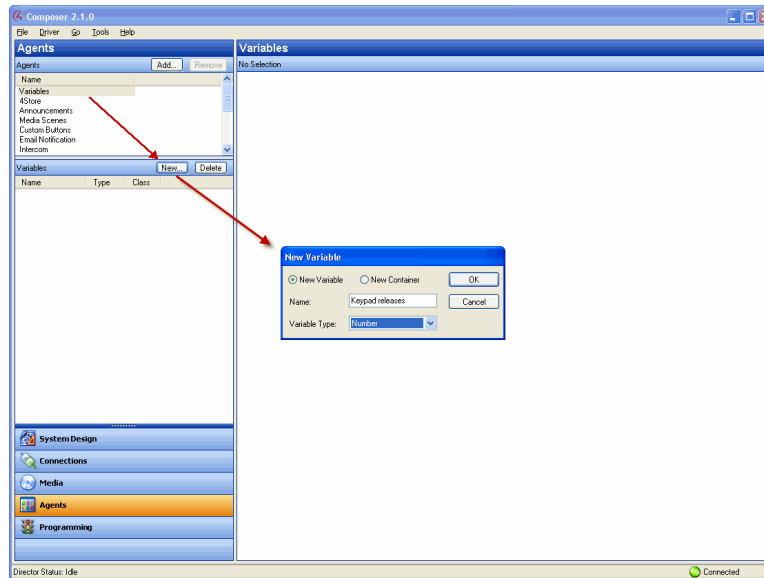 Composer 2.1.0
File Driver Go Tools Help
Agents
Agents Add... Remove
Name
Variables
4Store
Announcements
Media Scenes
Custom Buttons
Email Notification
Intercom
Variables New... Delete
Name Type Class
Variables
No Selection
New Variable
New Variable New Container OK
Name: Keypad releases Cancel
Variable Type: Number
System Design
Connections
Media
Agents
Programming
Director Status: Idle Connected